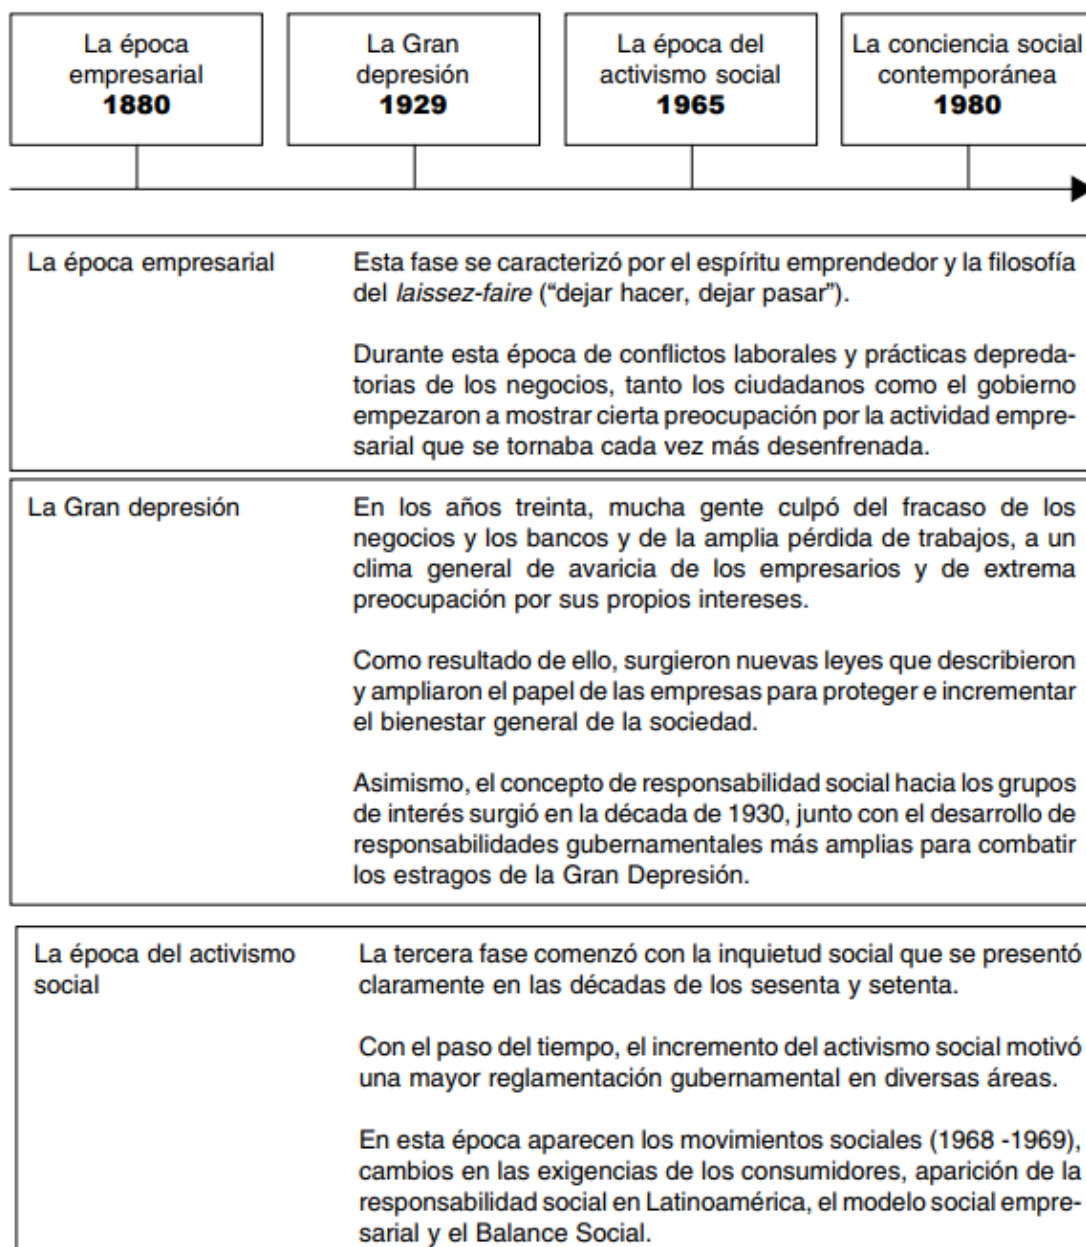 La época
empresarial
1880
La Gran
depresión
1929
La época del
activismo social
1965
La conciencia social
contemporánea
1980
La época empresarial
Esta fase se caracterizó por el espíritu emprendedor y la filosofía
del laissez-faire (“dejar hacer, dejar pasar”).
Durante esta época de conflictos laborales y prácticas depreda-
torias de los negocios, tanto los ciudadanos como el gobierno
empezaron a mostrar cierta preocupación por la actividad empre-
sarial que se tornaba cada vez más desenfrenada.
La Gran depresión
En los años treinta, mucha gente culpó del fracaso de los
negocios y los bancos y de la amplia pérdida de trabajos, a un
clima general de avaricia de los empresarios y de extrema
preocupación por sus propios intereses.
Como resultado de ello, surgieron nuevas leyes que describieron
y ampliaron el papel de las empresas para proteger e incrementar
el bienestar general de la sociedad.
Asimismo, el concepto de responsabilidad social hacia los grupos
de interés surgió en la década de 1930, junto con el desarrollo de
responsabilidades gubernamentales más amplias para combatir
los estragos de la Gran Depresión.
La época del activismo
social
La tercera fase comenzó con la inquietud social que se presentó
claramente en las décadas de los sesenta y setenta.
Con el paso del tiempo, el incremento del activismo social motivó
una mayor reglamentación gubernamental en diversas áreas.
En esta época aparecen los movimientos sociales (1968 -1969),
cambios en las exigencias de los consumidores, aparición de la
responsabilidad social en Latinoamérica, el modelo social empre-
sarial y el Balance Social.